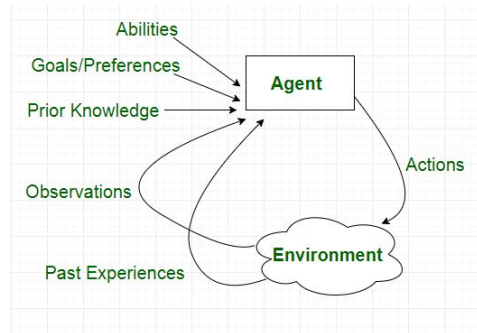 Abilities
Goals/Preferences
Agent
Prior Knowledge
Actions
Observations
Environment
Past Experiences